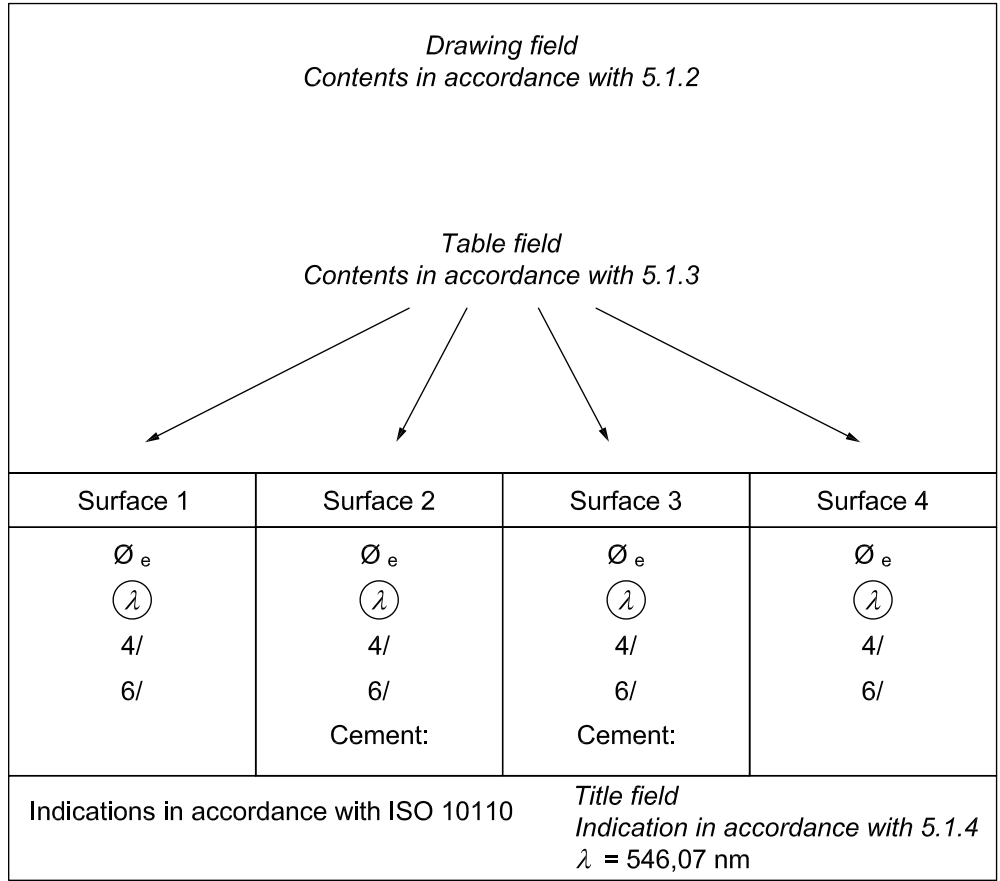 Drawing field
Contents in accordance with 5.1.2
Table field
Contents in accordance with 5.1.3
Surface 1 Surface 2 Surface 3 Surface 4
Ø e Ø e Ø e Ø e
λ λ λ λ
4/ 4/ 4/ 4/
6/ 6/ 6/ 6/
Cement: Cement:
Indications in accordance with ISO 10110
Title field
Indication in accordance with 5.1.4
λ = 546,07 nm